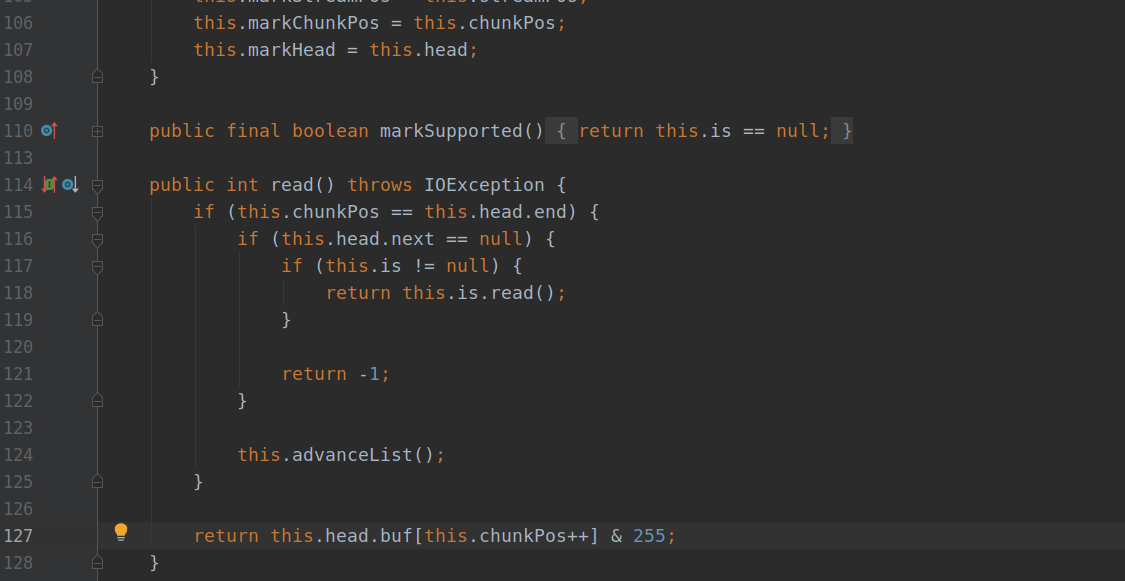 106 this.markChunkPos = this.chunkPos;
107 this.markHead = this.head;
108 }
109
110 public final boolean markSupported() { return this.is == null; }
113
114 public int read() throws IOException {
115 if (this.chunkPos == this.head.end) {
116 if (this.head.next == null) {
117 if (this.is != null) {
118 return this.is.read();
119 }
120
121 return -1;
122 }
123
124 this.advanceList();
125 }
126
127 return this.head.buf[this.chunkPos++] & 255;
128 }